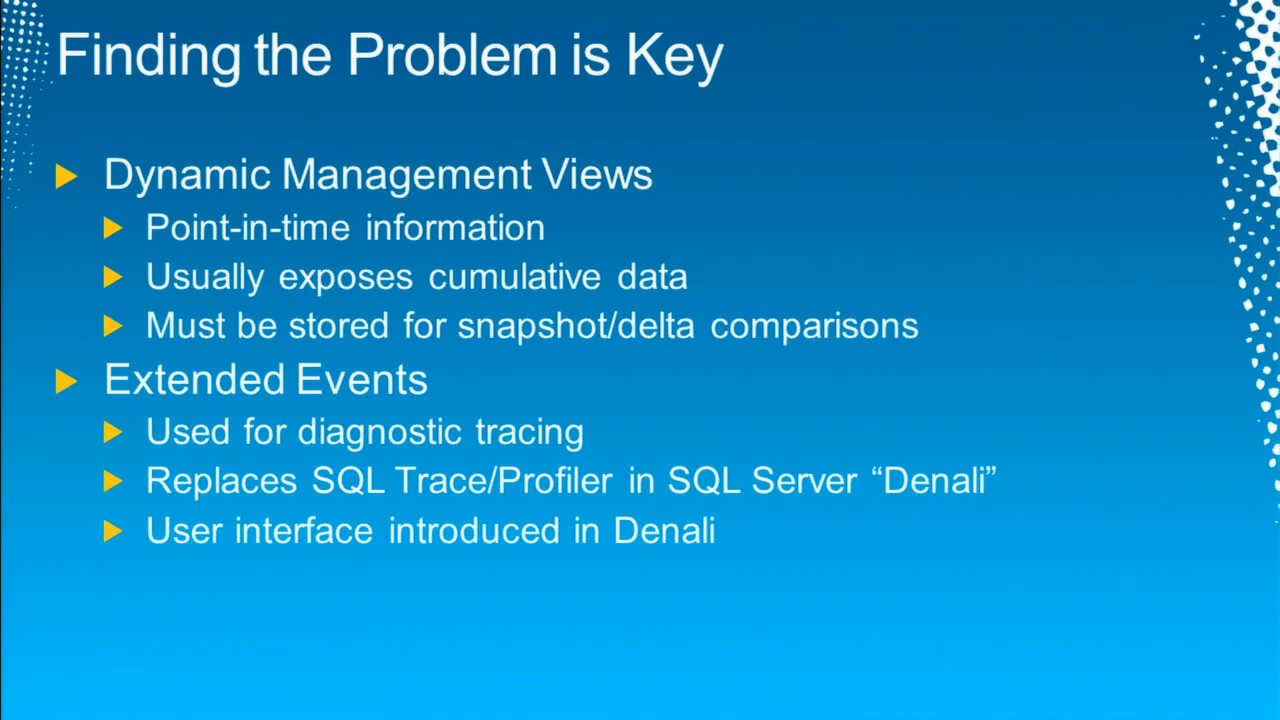 Finding the Problem is Key
Dynamic Management Views
Point-in-time information
Usually exposes cumulative data
Must be stored for snapshot/delta comparisons
Extended Events
Used for diagnostic tracing
Replaces SQL Trace/Profiler in SQL Server “Denali”
User interface introduced in Denali